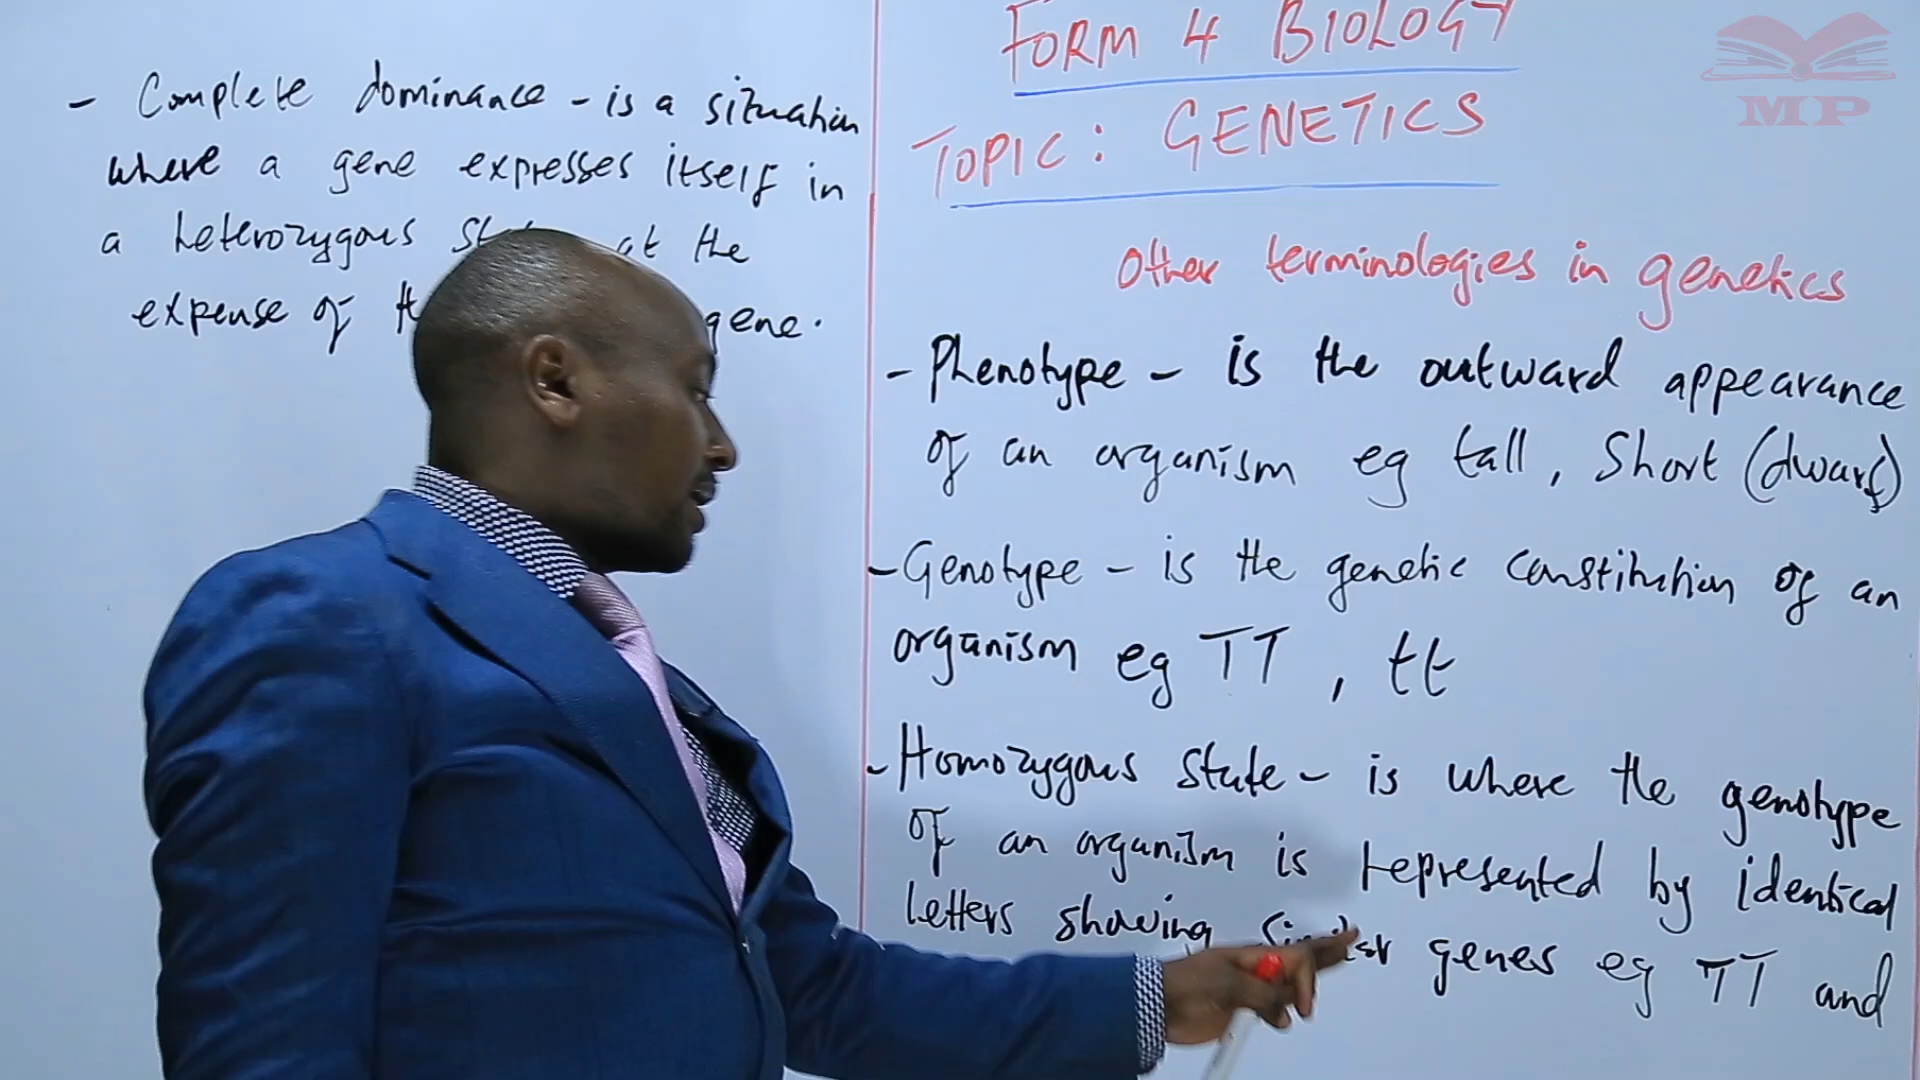 - Complete dominance - is a situation
where a gene expresses itself in
a heterozygous at the
expense of gene.
FORM 4 BIOLOGY
TOPIC: GENETICS
Other terminologies in genetics
- Phenotype - is the outward appearance
of an organism eg tall, Short (dwarf)
- Genotype - is the genetic constitution of an
organism eg TT, tt
- Homozygous state - is where the genotype
of an organism is represented by identical
letters showing similar genes eg TT and
MP